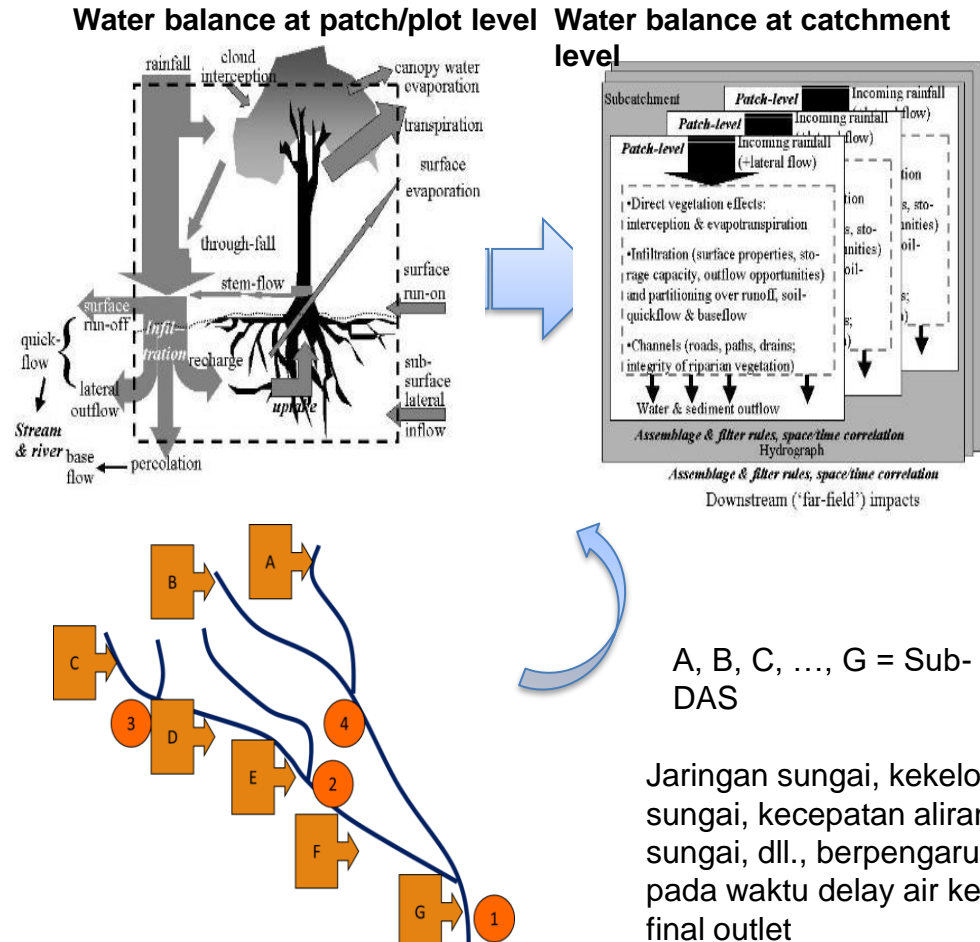 Water balance at patch/plot level
Water balance at catchment
level
rainfall
cloud
interception
canopy water
evaporation
transpiration
surface
evaporation
through-fall
stem-flow
surface
run-on
surface
run-off
Infil-
tration
quick-
flow
recharge
lateral
outflow
uptake
sub-
surface
lateral
inflow
Stream
& river
base
flow
percolation
Subcatchment
Patch-level
Incoming rainfall
flow)
Patch-level
Incoming rainfall
flow)
Patch-level
Incoming rainfall
(+lateral flow)
•Direct vegetation effects:
interception & evapotranspiration
•Infiltration (surface properties, sto-
rage capacity, outflow opportunities)
and partitioning over runoff, soil-
quickflow & baseflow
•Channels (roads, paths, drains;
integrity of riparian vegetation)
Water & sediment outflow
Assemblage & filter rules, space/time correlation
Hydrograph
Assemblage & filter rules, space/time correlation
Downstream ('far-field') impacts
A
B
C
3
D
4
E
2
F
G
1
A, B, C, …, G = Sub-
DAS
Jaringan sungai,
sungai, kecepatan
sungai, dll.,
pada waktu delay air
final outlet